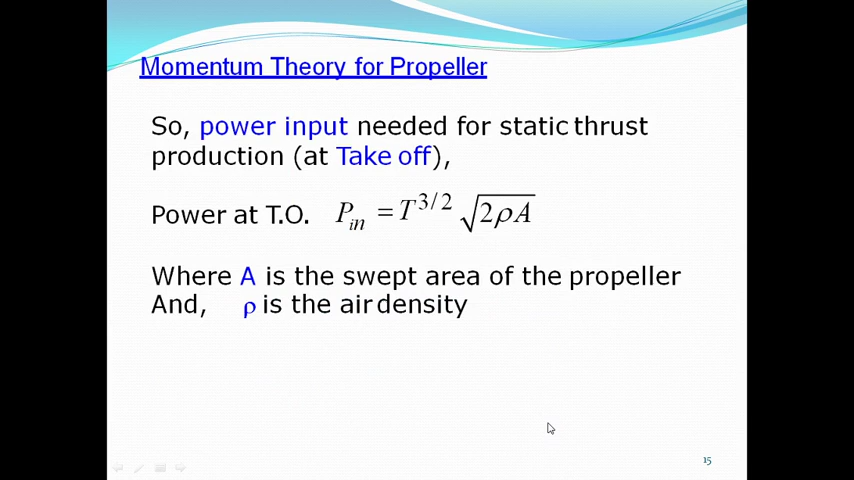 Momentum Theory for Propeller
So, power input needed for static thrust
production (at Take off),
Power at T.O. P_in = T^{3/2} √(2ρA)
Where A is the swept area of the propeller
And, ρ is the air density
15